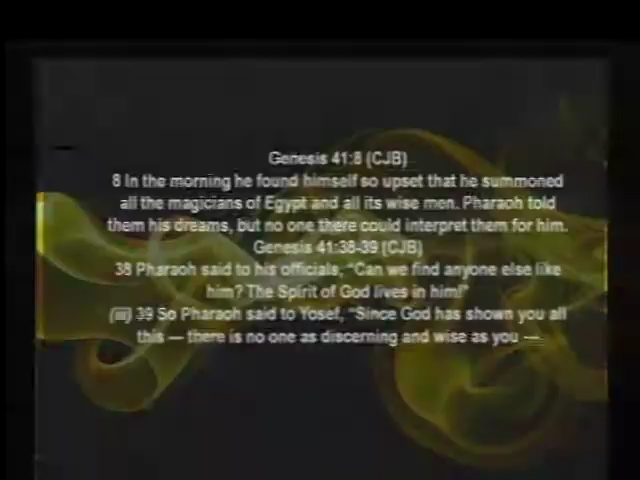 Genesis 41:8 (CJB)
8 In the morning he found himself so upset that he summoned
all the magicians of Egypt and all its wise men. Pharaoh told
them his dreams, but no one there could interpret them for him.
Genesis 41:38-39 (CJB)
38 Pharaoh said to his officials, "Can we find anyone else like
him? The Spirit of God lives in him!"
(iii) 39 So Pharaoh said to Yosef, "Since God has shown you all
this — there is no one as discerning and wise as you —